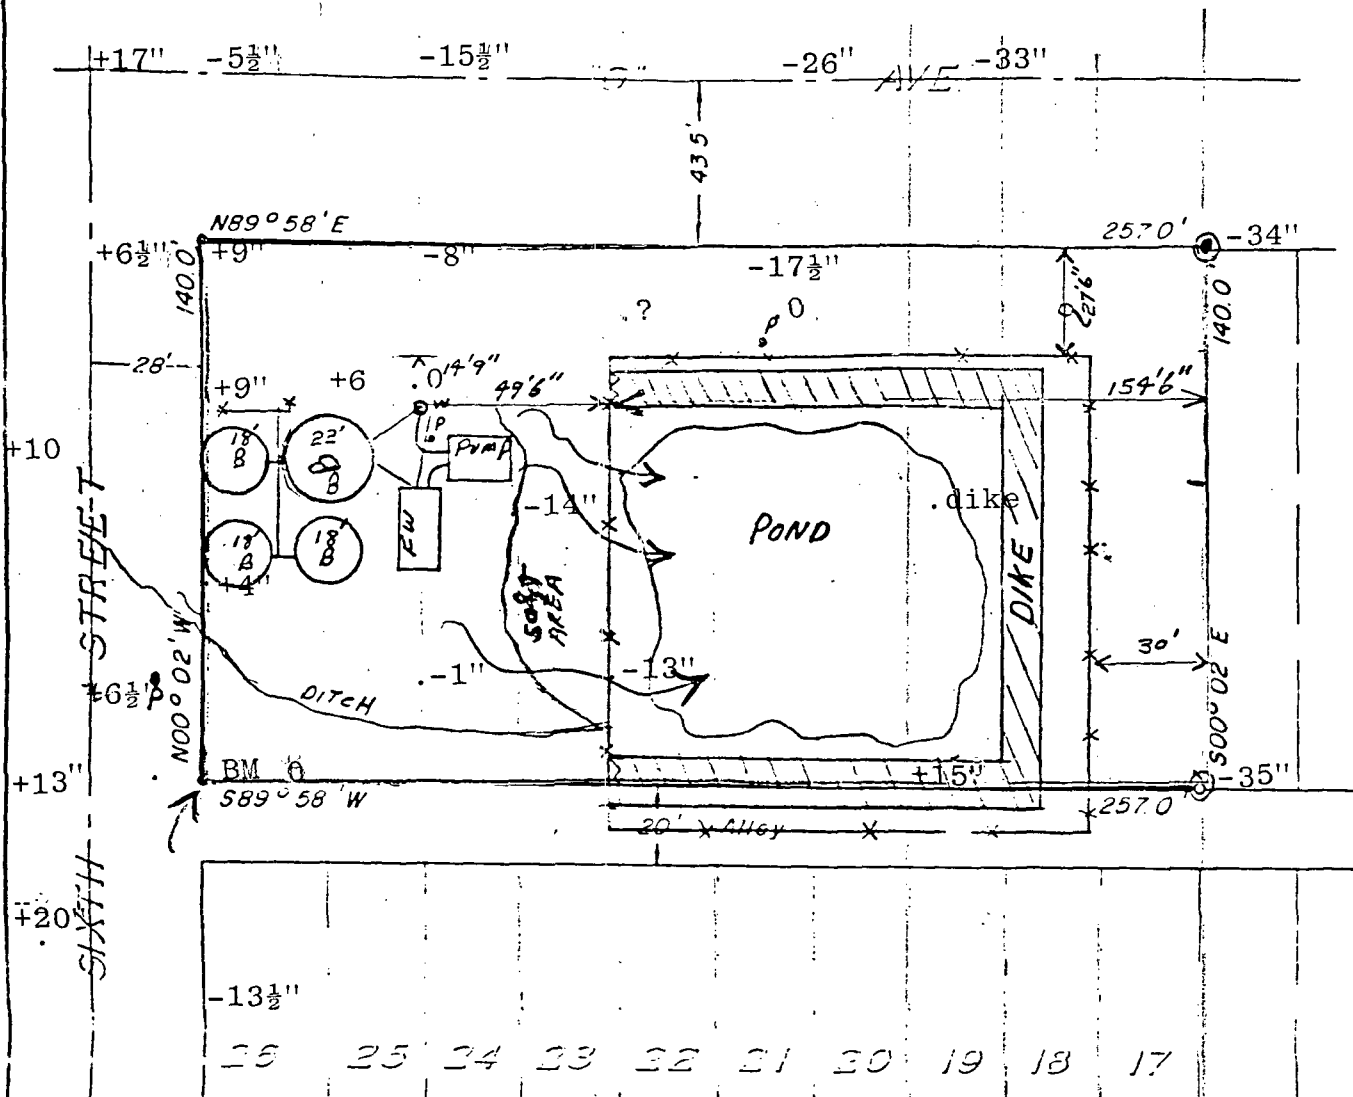 +17" -5½" -15½" -26" -33"
"G" AVE.
43 5'
N89° 58' E 257.0' -34"
+6½" +9" -8" -17½"
140.0 140.0
.? P 0
27'6"
28' 14'9"
+9" +6 .0 49'6" 154'6"
W
+10 18' B 22' B P PUMP
-14" .dike
POND
18' B B F.W
+4" SOFT AREA DIKE
STREET
30'
-1" -13"
+6½" P DITCH
N00° 02' W S00° 02 E
+13" BM 0 +15" -35"
S89° 58' W 257.0
20' Alley
+20
SIXTH
-13½"
26 25 24 23 22 21 20 19 18 17